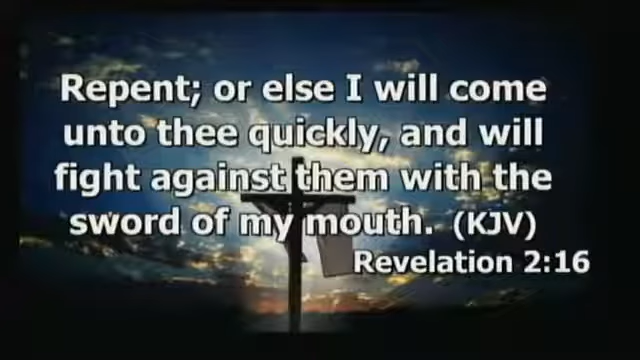 Repent; or else I will come
unto thee quickly, and will
fight against them with the
sword of my mouth. (KJV)
Revelation 2:16